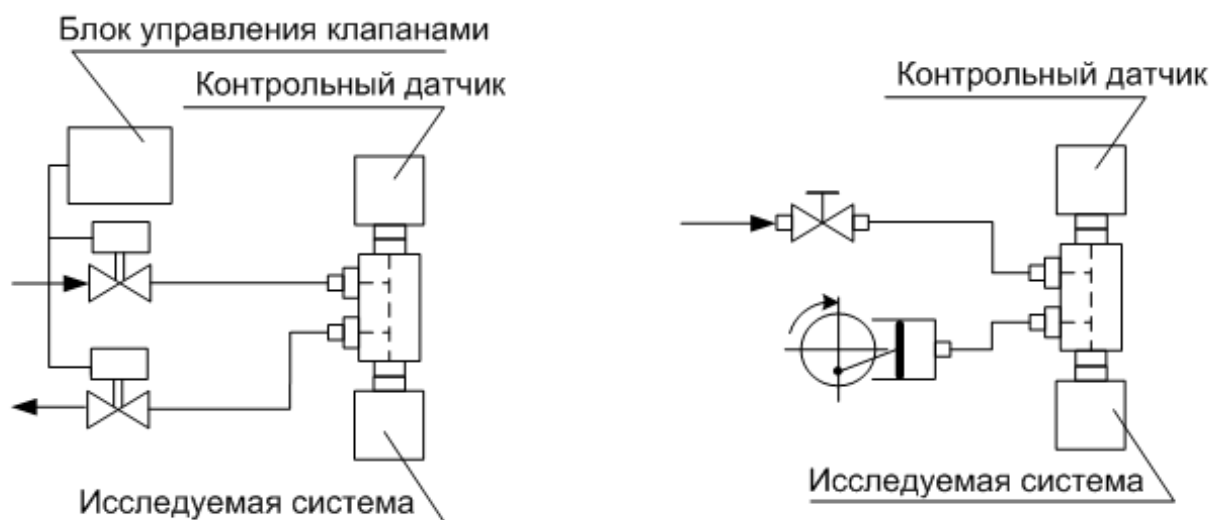 Блок управления клапанами
Контрольный датчик
Исследуемая система
Контрольный датчик
Исследуемая система